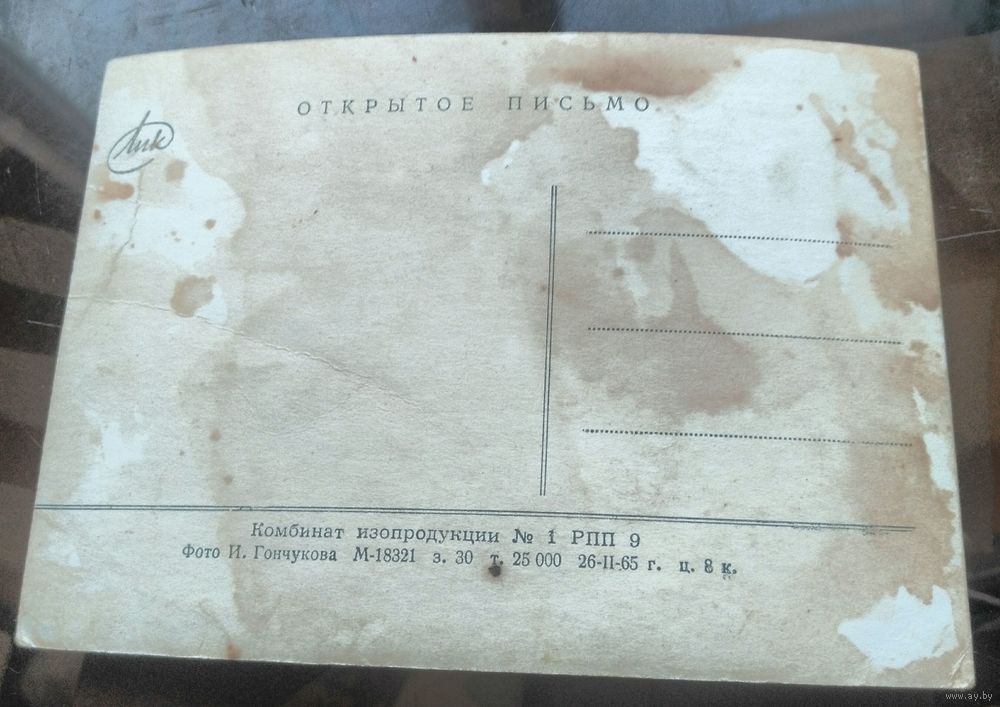 ОТКРЫТОЕ ПИСЬМО
Лик
Комбинат изопродукции № 1 РПП 9
Фото И. Гончукова М-18321 з. 30 т. 25 000 26-II-65 г. ц. 8 к.
www.ay.by